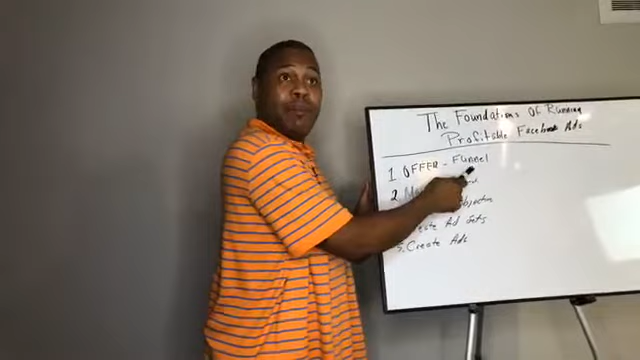 The Foundations Of Running
Profitable Facebook Ads
1 OFFER - Funnel
2
Objective
Create Ad Sets
5. Create Ads